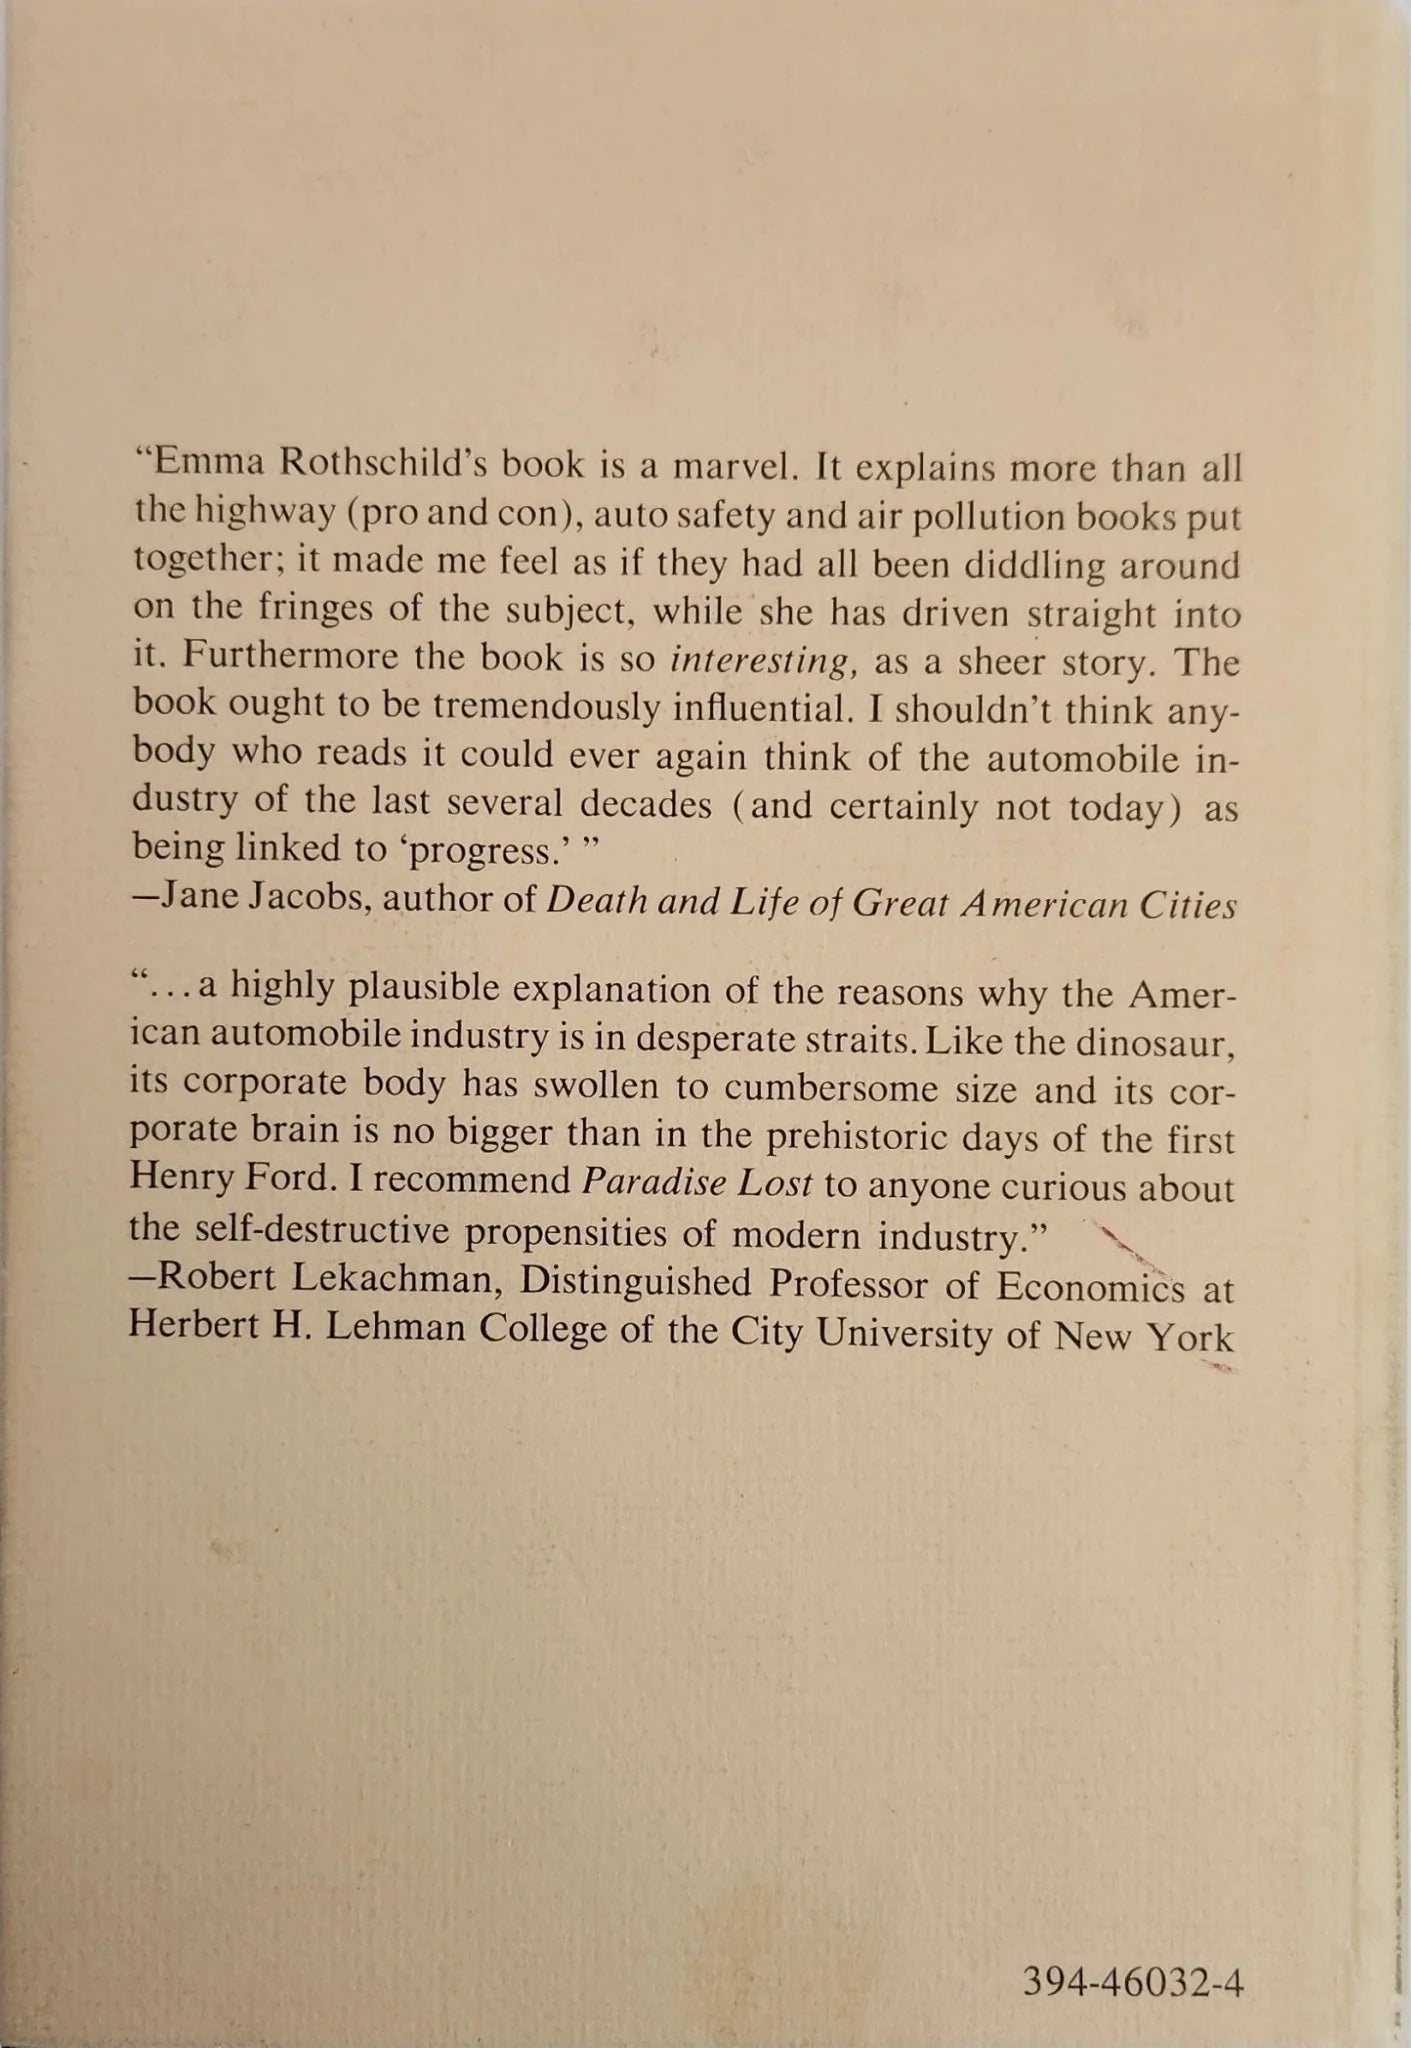 “Emma Rothschild’s book is a marvel. It explains more than all
the highway (pro and con), auto safety and air pollution books put
together; it made me feel as if they had all been diddling around
on the fringes of the subject, while she has driven straight into
it. Furthermore the book is so interesting, as a sheer story. The
book ought to be tremendously influential. I shouldn’t think any-
body who reads it could ever again think of the automobile in-
dustry of the last several decades (and certainly not today) as
being linked to ‘progress.’ ”
—Jane Jacobs, author of Death and Life of Great American Cities
“...a highly plausible explanation of the reasons why the Amer-
ican automobile industry is in desperate straits. Like the dinosaur,
its corporate body has swollen to cumbersome size and its cor-
porate brain is no bigger than in the prehistoric days of the first
Henry Ford. I recommend Paradise Lost to anyone curious about
the self-destructive propensities of modern industry.”
—Robert Lekachman, Distinguished Professor of Economics at
Herbert H. Lehman College of the City University of New York
394-46032-4